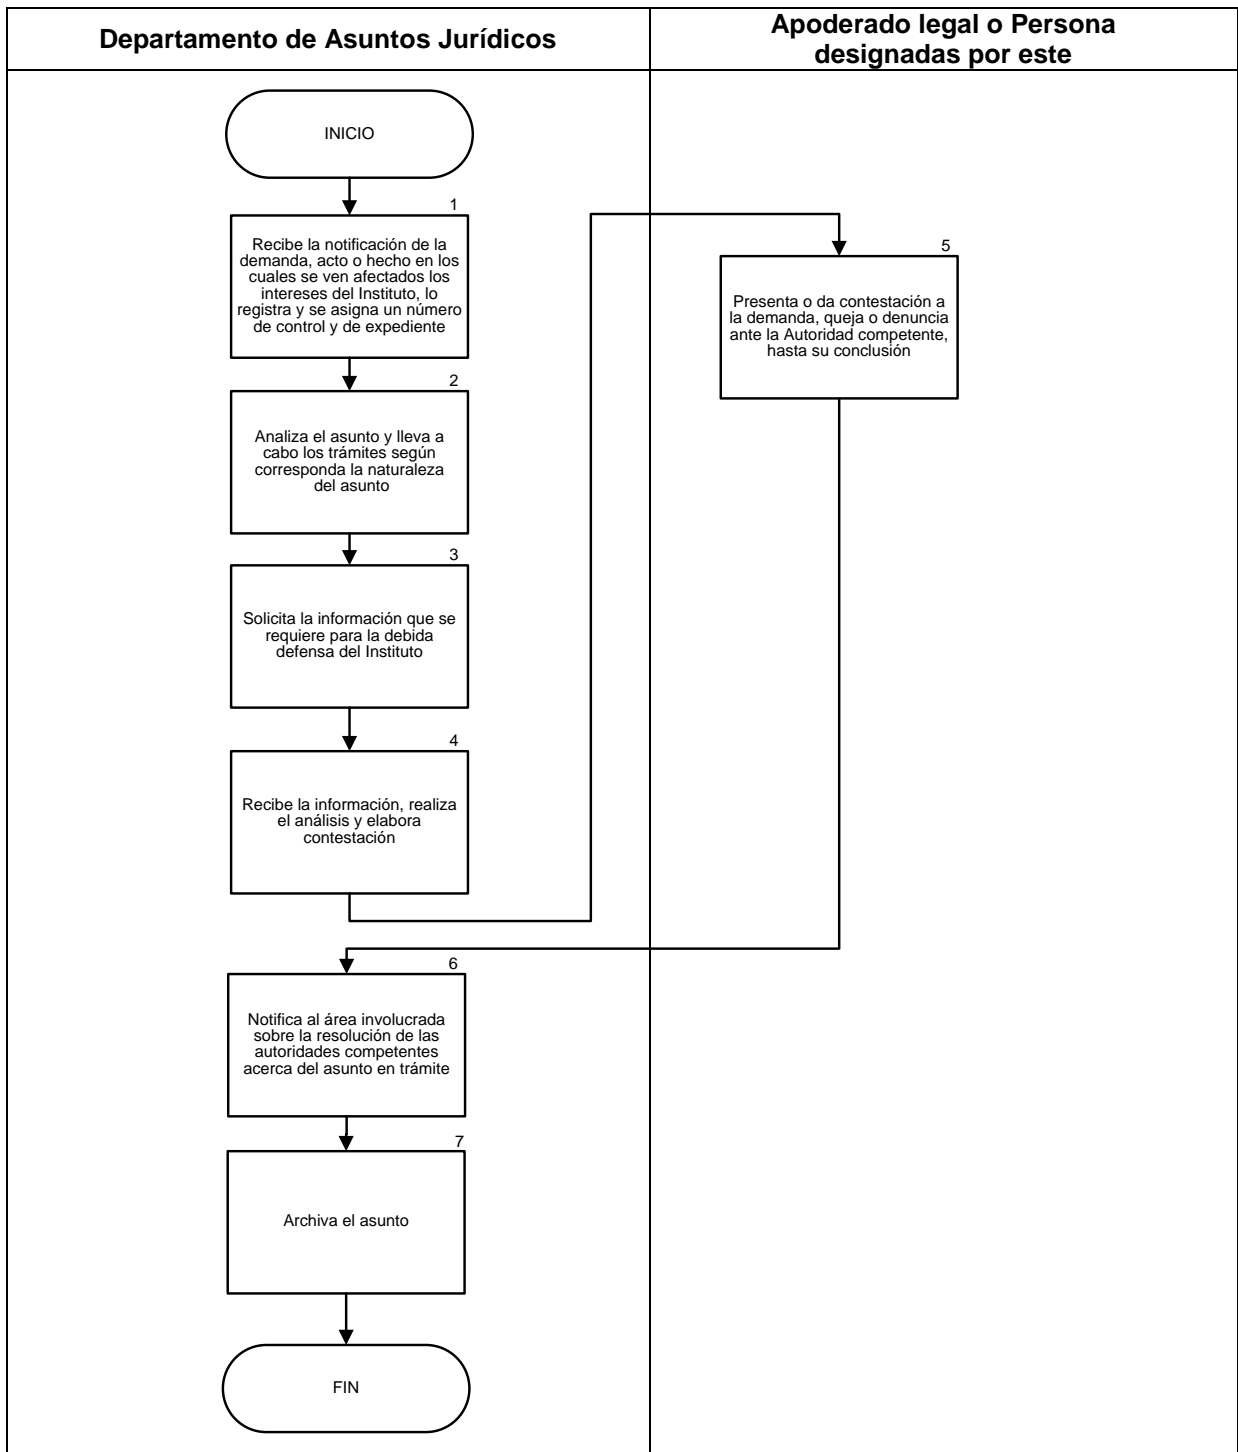 Departamento de Asuntos Jurídicos
Apoderado legal o Persona
designadas por este
INICIO
1
Recibe la notificación de la
demanda, acto o hecho en los
cuales se ven afectados los
intereses del Instituto, lo
registra y se asigna un número
de control y de expediente
2
Analiza el asunto y lleva a
cabo los trámites según
corresponda la naturaleza
del asunto
3
Solicita la información que se
requiere para la debida
defensa del Instituto
4
Recibe la información, realiza
el análisis y elabora
contestación
5
Presenta o da contestación a
la demanda, queja o denuncia
ante la Autoridad competente,
hasta su conclusión
6
Notifica al área involucrada
sobre la resolución de las
autoridades competentes
acerca del asunto en trámite
7
Archiva el asunto
FIN